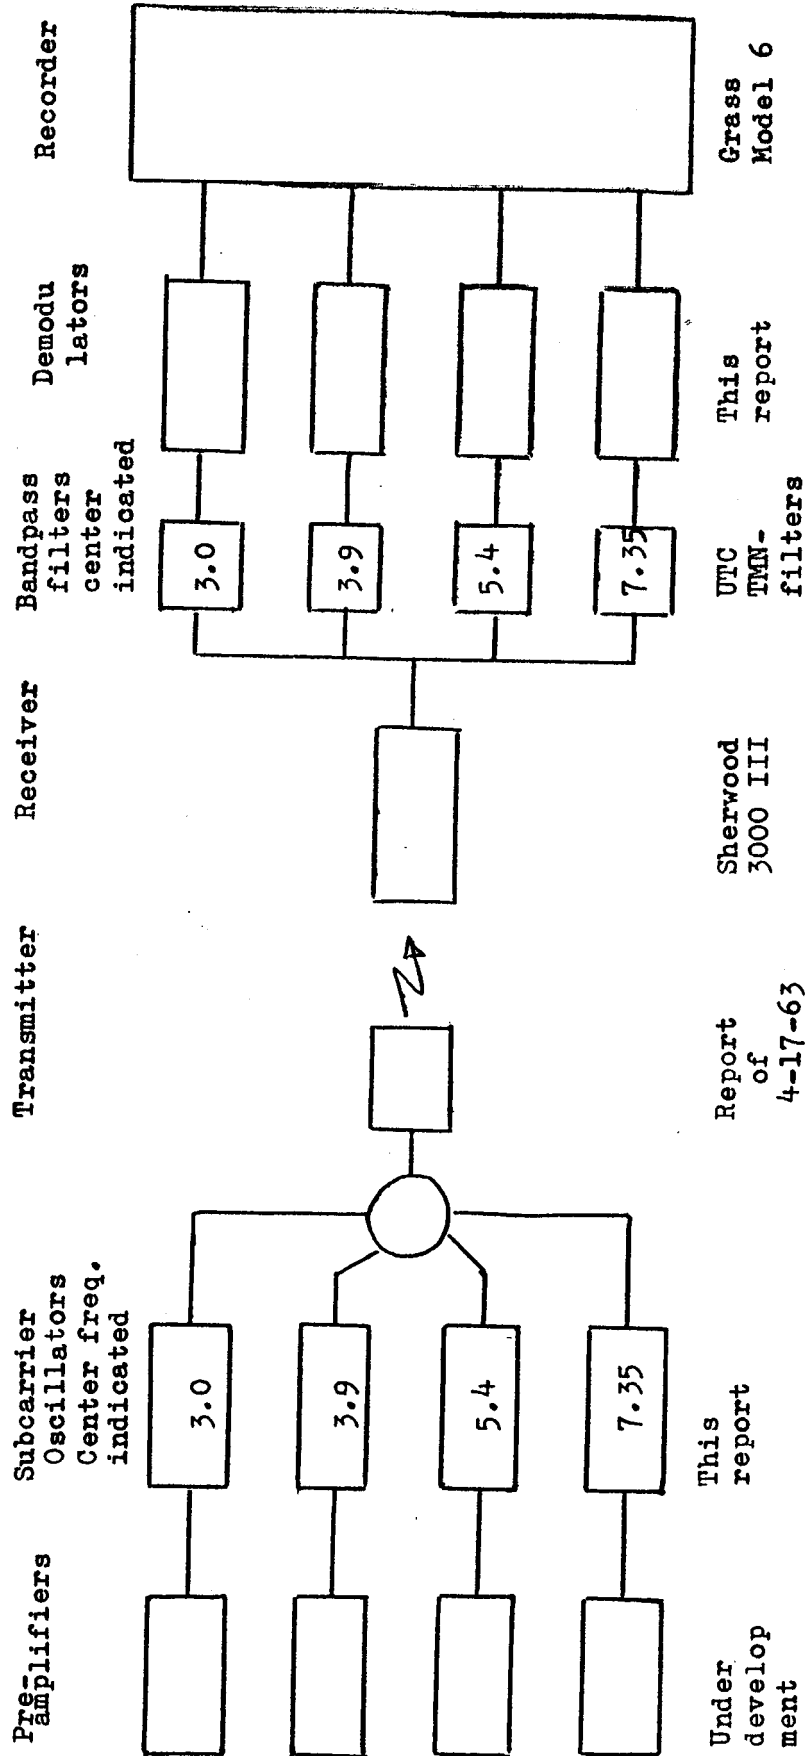 Pre-
amplifiers
Subcarrier
Oscillators
Center freq.
indicated
Transmitter
Receiver
Bandpass
filters
center
indicated
Demodu
lators
Recorder
3.0
3.0
3.9
3.9
5.4
5.4
7.35
7.35
Under
develop
ment
This
report
Report
of
4-17-63
Sherwood
3000 III
UTC
TMN-
filters
This
report
Grass
Model 6